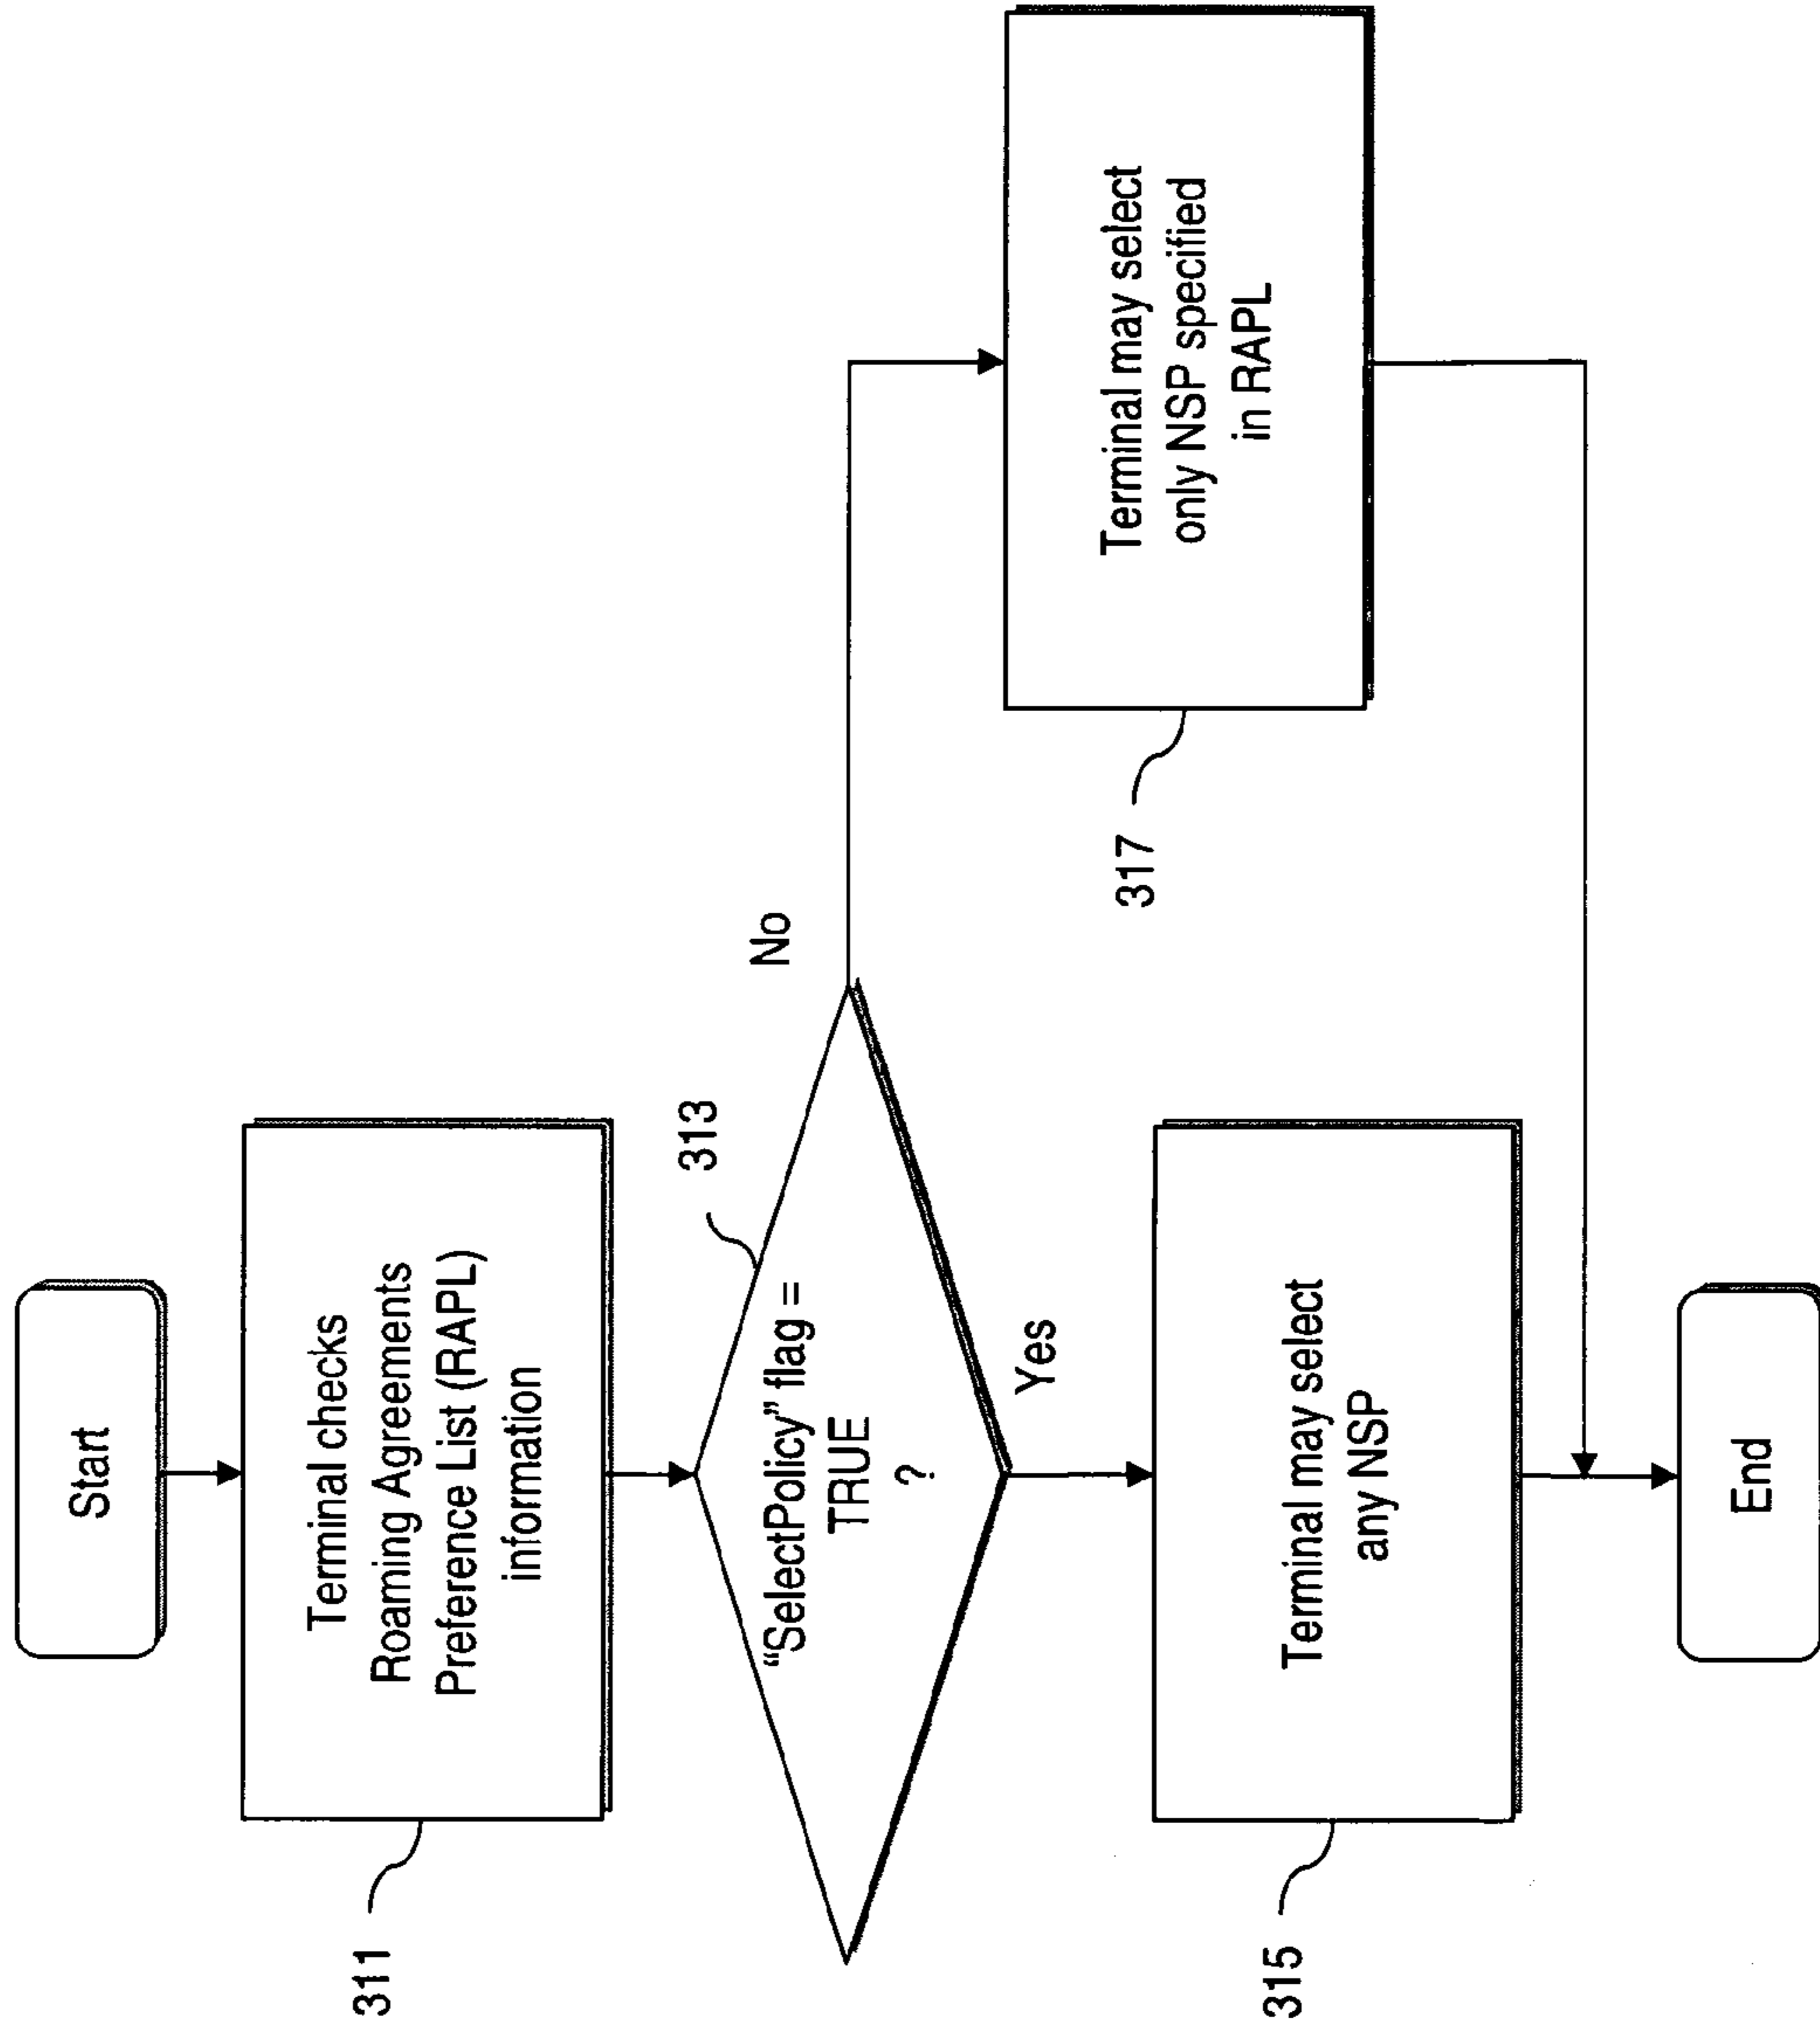 Start
311
Terminal checks
Roaming Agreements
Preference List (RAPL)
information
313
“SelectPolicy” flag =
TRUE
?
No
Yes
317
Terminal may select
only NSP specified
in RAPL
315
Terminal may select
any NSP
End